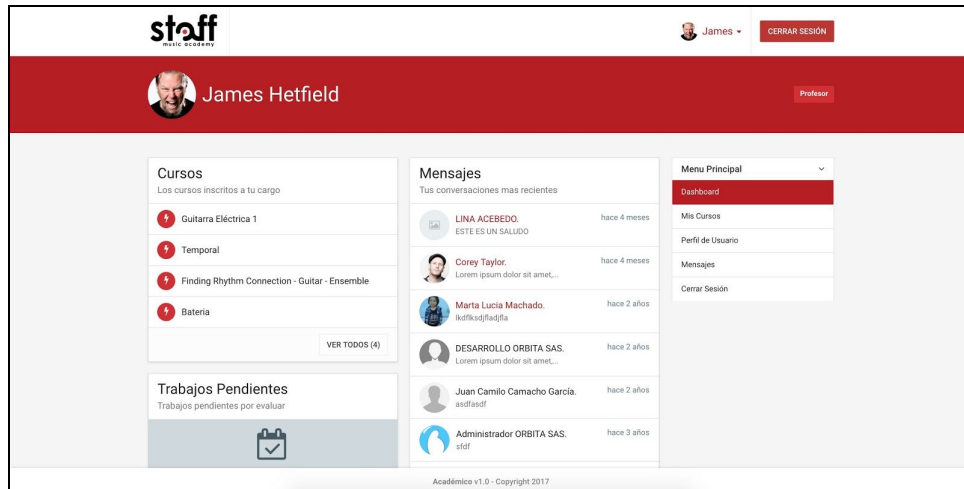 staff
music academy
James
CERRAR SESIÓN
James Hetfield
Profesor
Cursos
Los cursos inscritos a tu cargo
Guitarra Eléctrica 1
Temporal
Finding Rhythm Connection - Guitar - Ensemble
Bateria
VER TODOS (4)
Trabajos Pendientes
Trabajos pendientes por evaluar
Mensajes
Tus conversaciones mas recientes
LINA ACEBEDO.
hace 4 meses
ESTE ES UN SALUDO
Corey Taylor.
hace 4 meses
Lorem ipsum dolor sit amet,...
Marta Lucia Machado.
hace 2 años
lkdflksdjfladjfla
DESARROLLO ORBITA SAS.
hace 2 años
Lorem ipsum dolor sit amet,...
Juan Camilo Camacho García.
hace 2 años
asdfasdf
Administrador ORBITA SAS.
hace 3 años
sfdf
Menu Principal
Dashboard
Mis Cursos
Perfil de Usuario
Mensajes
Cerrar Sesión
Académico v1.0 - Copyright 2017